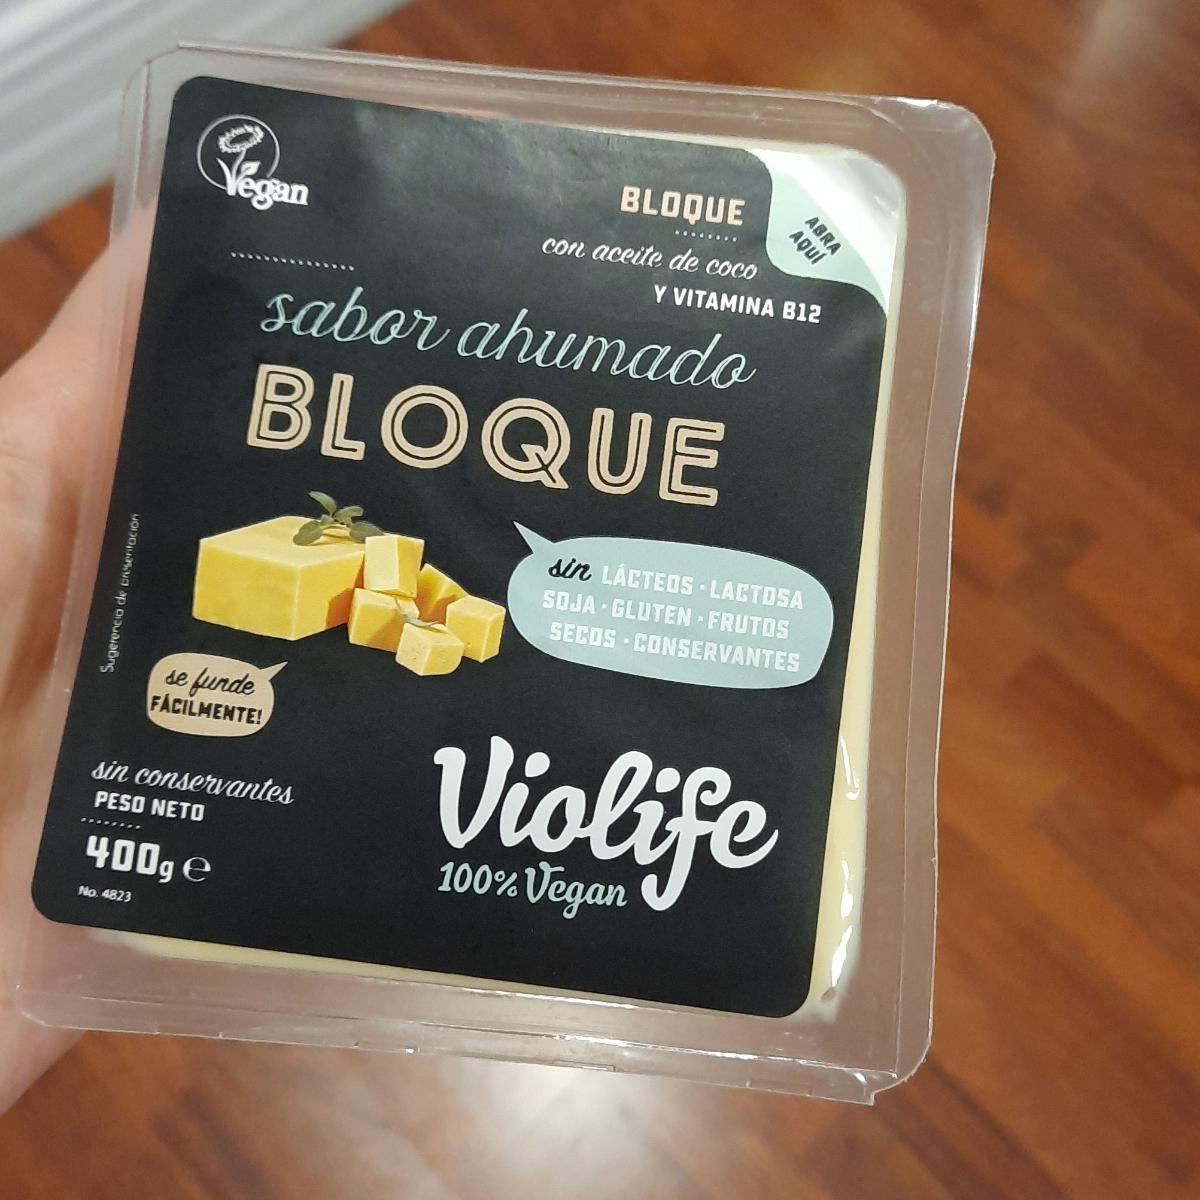 Vegan
BLOQUE
con aceite de coco
Y VITAMINA B12
ABRA
AQUÍ
sabor ahumado
BLOQUE
sin LÁCTEOS · LACTOSA
SOJA · GLUTEN · FRUTOS
SECOS · CONSERVANTES
Sugerencia de presentación
se funde
FÁCILMENTE!
sin conservantes
PESO NETO
400g ℮
No. 4823
Violife
100% Vegan